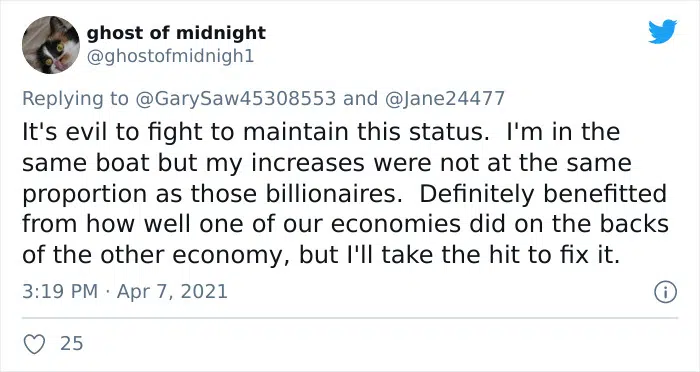 ghost of midnight
@ghostofmidnigh1
Replying to @GarySaw45308553 and @Jane24477
It's evil to fight to maintain this status.  I'm in the
same boat but my increases were not at the same
proportion as those billionaires.  Definitely benefitted
from how well one of our economies did on the backs
of the other economy, but I'll take the hit to fix it.
3:19 PM · Apr 7, 2021
25